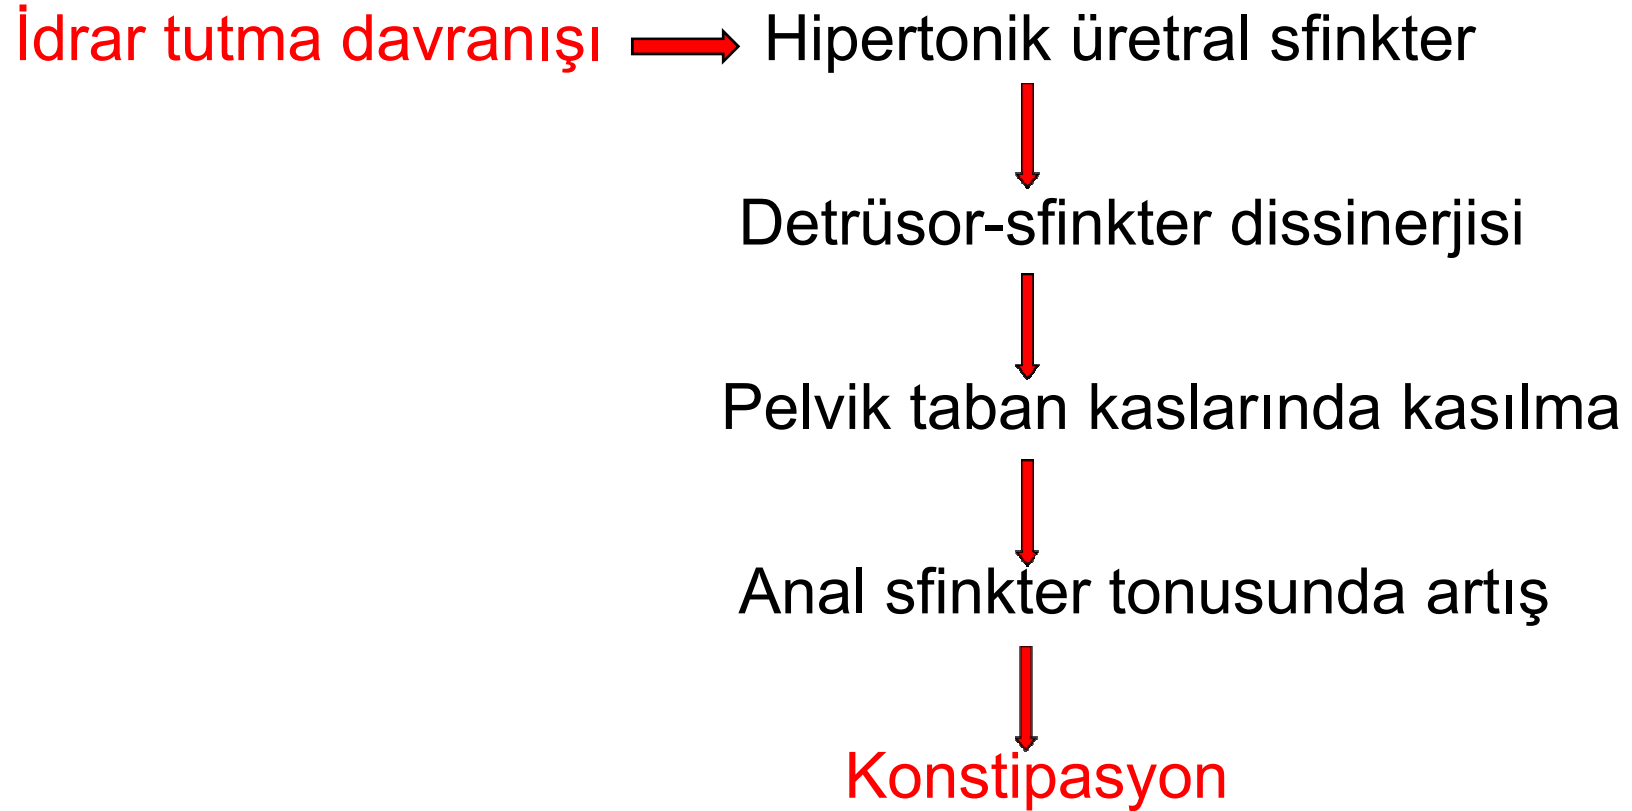 İdrar tutma davranışı
Hipertonik üretral sfinkter
Detrüsor-sfinkter dissinerjisi
Pelvik taban kaslarında kasılma
Anal sfinkter tonusunda artış
Konstipasyon